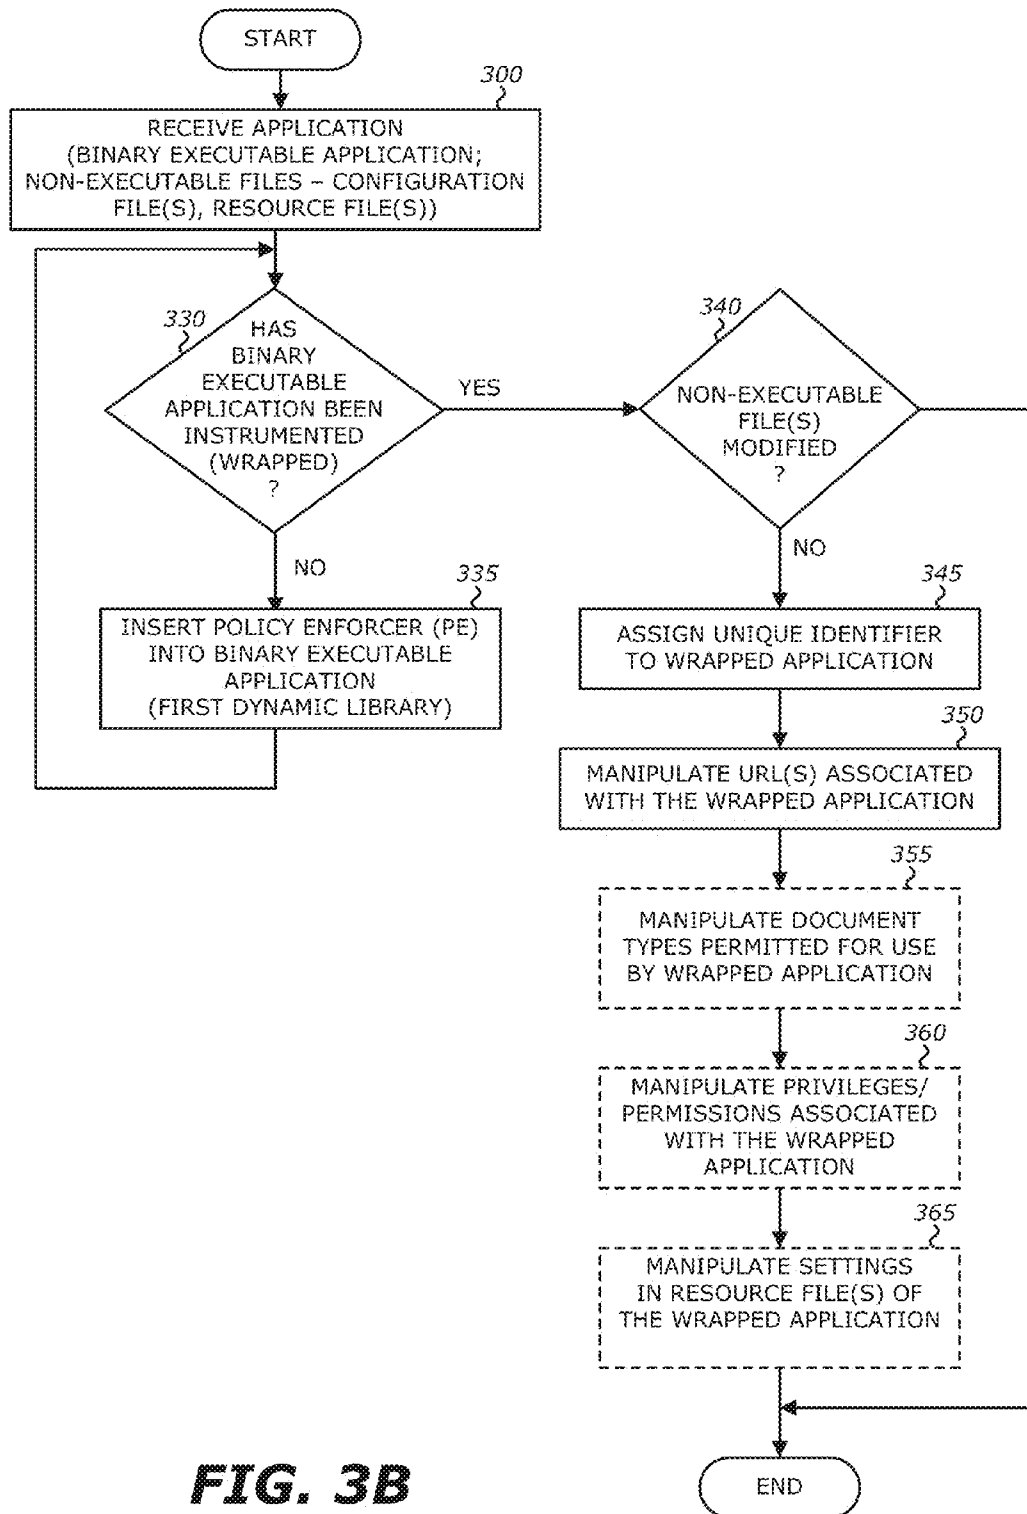 START
300
RECEIVE APPLICATION
(BINARY EXECUTABLE APPLICATION;
NON-EXECUTABLE FILES – CONFIGURATION
FILE(S), RESOURCE FILE(S))
330
HAS
BINARY
EXECUTABLE
APPLICATION BEEN
INSTRUMENTED
(WRAPPED)
?
YES
NO
335
INSERT POLICY ENFORCER (PE)
INTO BINARY EXECUTABLE
APPLICATION
(FIRST DYNAMIC LIBRARY)
340
NON-EXECUTABLE
FILE(S)
MODIFIED
?
NO
345
ASSIGN UNIQUE IDENTIFIER
TO WRAPPED APPLICATION
350
MANIPULATE URL(S) ASSOCIATED
WITH THE WRAPPED APPLICATION
355
MANIPULATE DOCUMENT
TYPES PERMITTED FOR USE
BY WRAPPED APPLICATION
360
MANIPULATE PRIVILEGES/
PERMISSIONS ASSOCIATED
WITH THE WRAPPED
APPLICATION
365
MANIPULATE SETTINGS
IN RESOURCE FILE(S) OF
THE WRAPPED APPLICATION
END
FIG. 3B